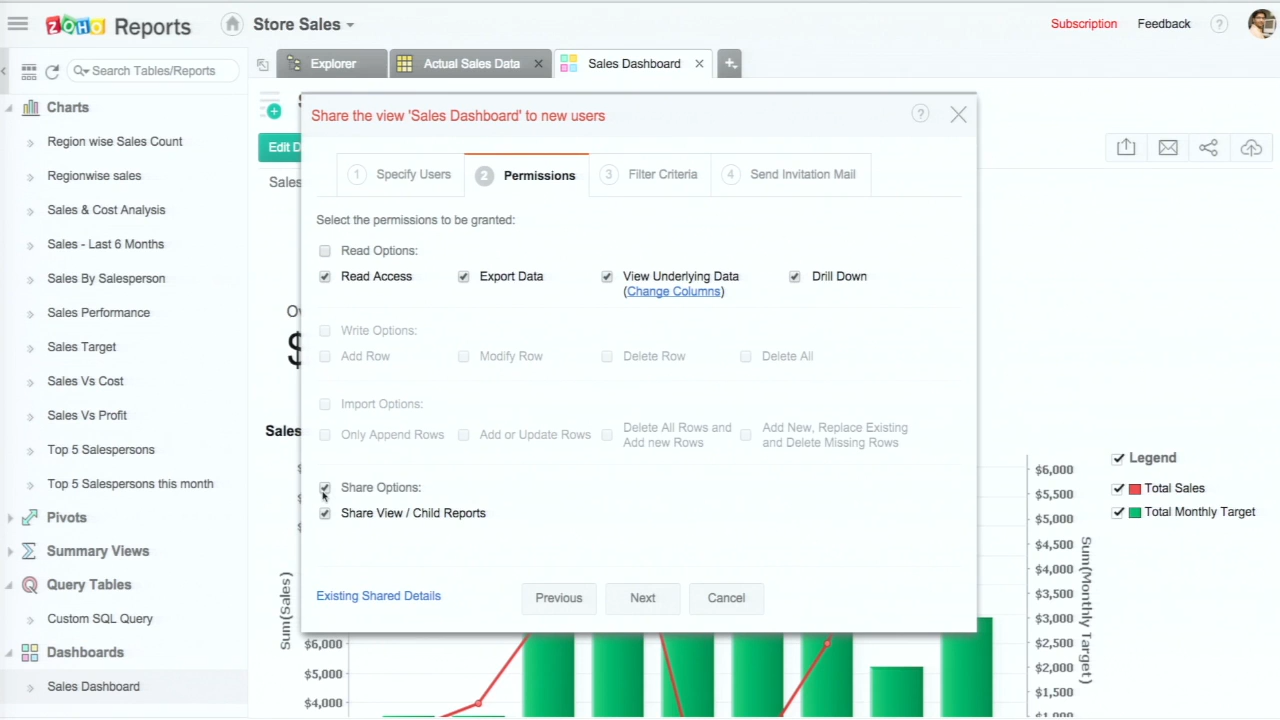 ZOHO Reports
Store Sales
Subscription
Feedback
?
Search Tables/Reports
Explorer
Actual Sales Data
Sales Dashboard
Charts
Region wise Sales Count
Regionwise sales
Sales & Cost Analysis
Sales - Last 6 Months
Sales By Salesperson
Sales Performance
Sales Target
Sales Vs Cost
Sales Vs Profit
Top 5 Salespersons
Top 5 Salespersons this month
Pivots
Summary Views
Query Tables
Custom SQL Query
Dashboards
Sales Dashboard
Edit D
Sales
$
Sales
Share the view 'Sales Dashboard' to new users
?
1 Specify Users
2 Permissions
3 Filter Criteria
4 Send Invitation Mail
Select the permissions to be granted:
Read Options:
Read Access
Export Data
View Underlying Data
(Change Columns)
Drill Down
Write Options:
Add Row
Modify Row
Delete Row
Delete All
Import Options:
Only Append Rows
Add or Update Rows
Delete All Rows and
Add new Rows
Add New, Replace Existing
and Delete Missing Rows
Share Options:
Share View / Child Reports
Existing Shared Details
Previous
Next
Cancel
Sum(Sales)
$6,000
$5,000
$4,000
$6,000
$5,500
$5,000
$4,500
$4,000
$3,500
$3,000
$2,500
$2,000
$1,500
Sum(Monthly Target)
Legend
Total Sales
Total Monthly Target